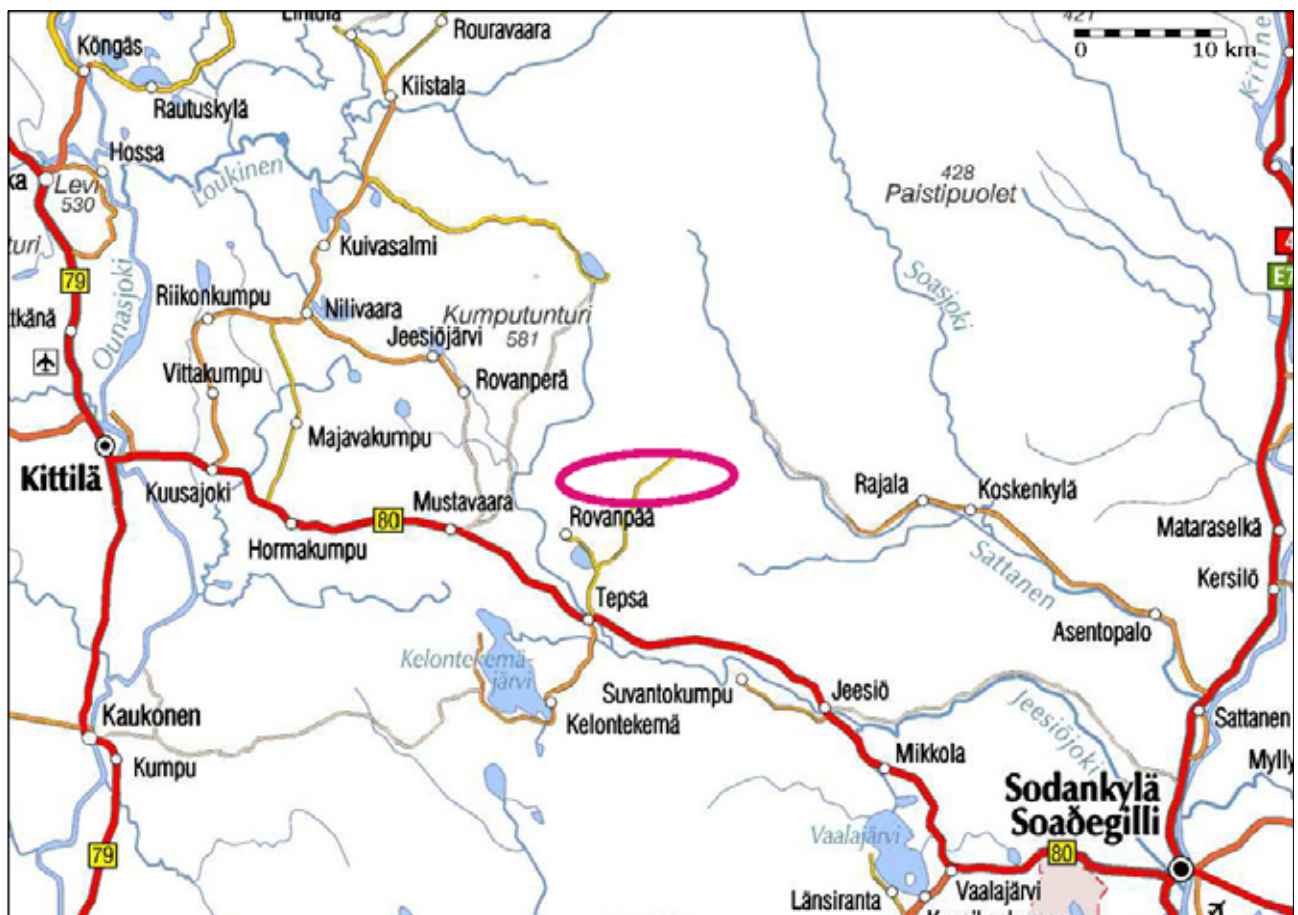 421
0 10 km
Rouravaara
Köngäs
Kiistala
Rautuskylä
Hossa
Loukinen
Levi
530
428
Paistipuolet
Kuivasalmi
Soasjoki
79
Ounasjoki
Riikonkumpu
Nilivaara
Kumputunturi
581
Jeesiöjärvi
Vittakumpu
Rovanperä
Majavakumpu
Kittilä
Kuusajoki
Mustavaara
80
Hormakumpu
Rovanpää
Rajala
Koskenkylä
Mataraselkä
Sattanen
Kersilö
Tepsa
Asentopalo
Kelontekemä-
järvi
Suvantokumpu
Jeesiö
Kelontekemä
Kaukonen
Kumpu
Jeesiöjoki
Sattanen
Mikkola
Sodankylä
Soaðegilli
Vaalajärvi
79
80
Länsiranta
Vaalajärvi